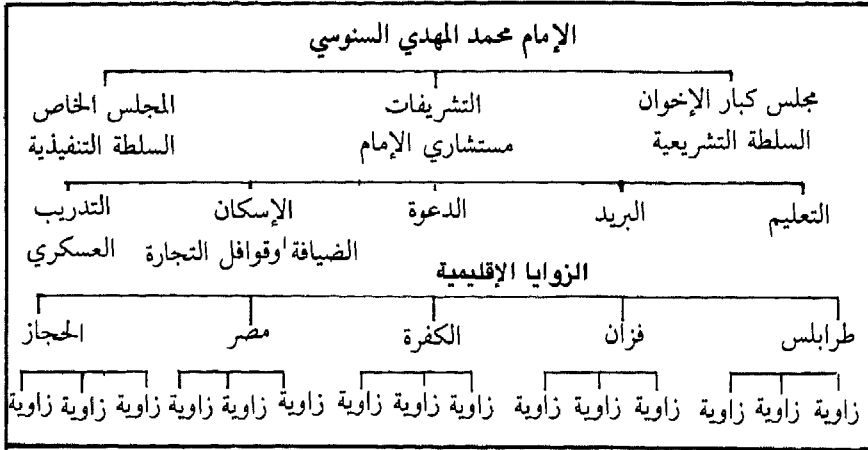 الإمام محمد المهدي السنوسي
مجلس كبار الإخوان التشريفات المجلس الخاص
السلطة التشريعية مستشاري الإمام السلطة التنفيذية
التعليم البريد الدعوة الإسكان التدريب
الضيافة وقوافل التجارة العسكري
الزوايا الإقليمية
طرابلس فزان الكفرة مصر الحجاز
زاوية زاوية زاوية زاوية زاوية زاوية زاوية زاوية زاوية زاوية زاوية زاوية زاوية زاوية زاوية